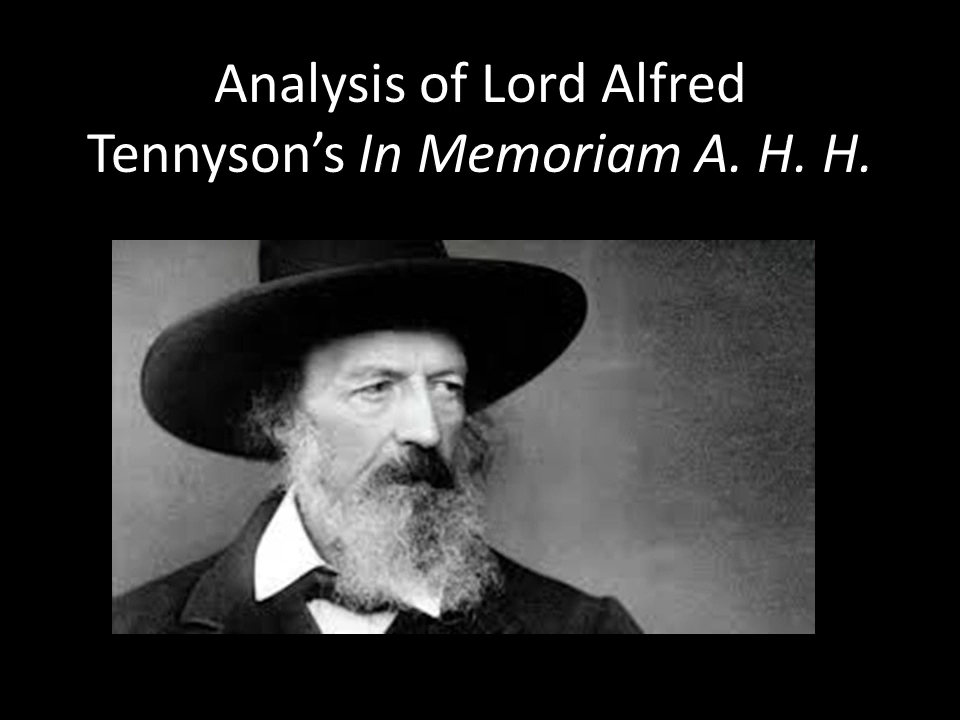 Analysis of Lord Alfred
Tennyson’s In Memoriam A. H. H.